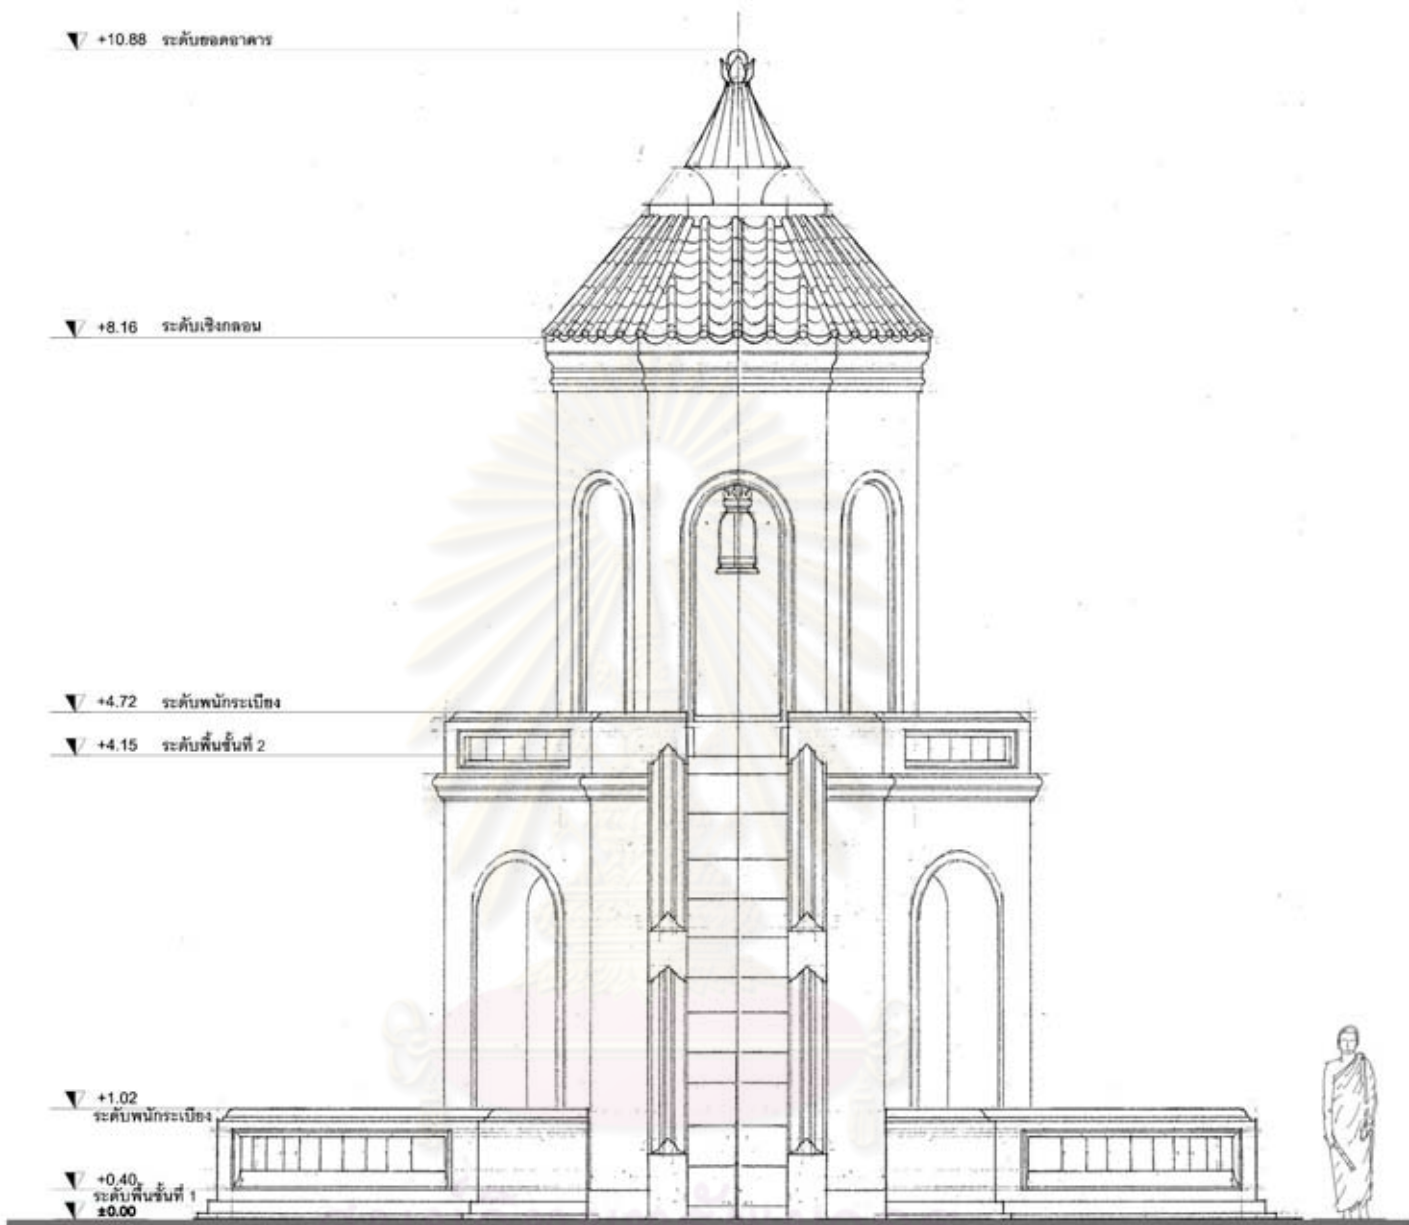 +10.88 ระดับยอดอาคาร
+8.16 ระดับเชิงกลอน
+4.72 ระดับพนักระเบียง
+4.15 ระดับพื้นชั้นที่ 2
+1.02
ระดับพนักระเบียง
+0.40
ระดับพื้นชั้นที่ 1
±0.00